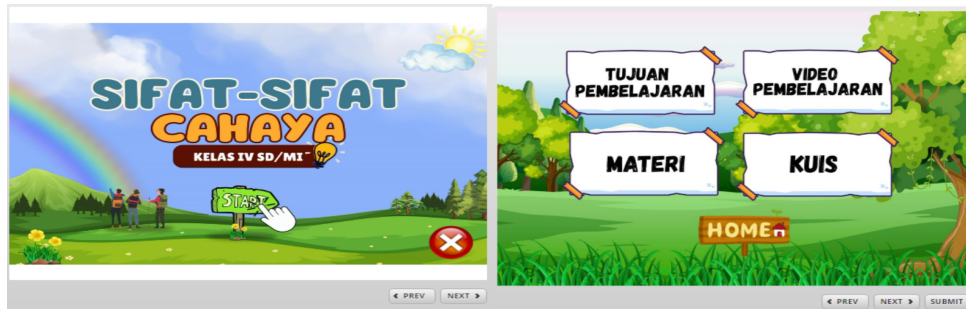 SIFAT-SIFAT
CAHAYA
KELAS IV SD/MI
START
PREV
NEXT
TUJUAN
PEMBELAJARAN
VIDEO
PEMBELAJARAN
MATERI
KUIS
HOME
PREV
NEXT
SUBMIT